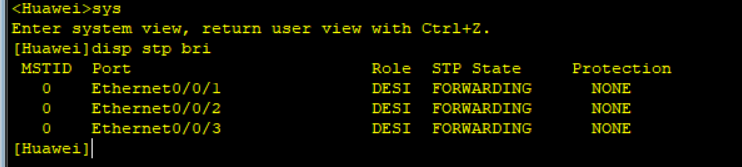 <Huawei>sys
Enter system view, return user view with Ctrl+Z.
[Huawei]disp stp bri
 MSTID  Port                        Role  STP State     Protection
   0    Ethernet0/0/1               DESI  FORWARDING      NONE
   0    Ethernet0/0/2               DESI  FORWARDING      NONE
   0    Ethernet0/0/3               DESI  FORWARDING      NONE
[Huawei]